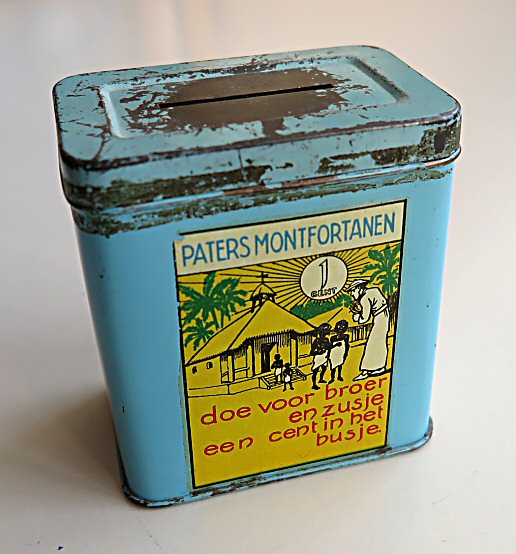 PATERS MONTFORTANEN
1
CENT.
doe voor broer
en zusje
een cent in het
busje.